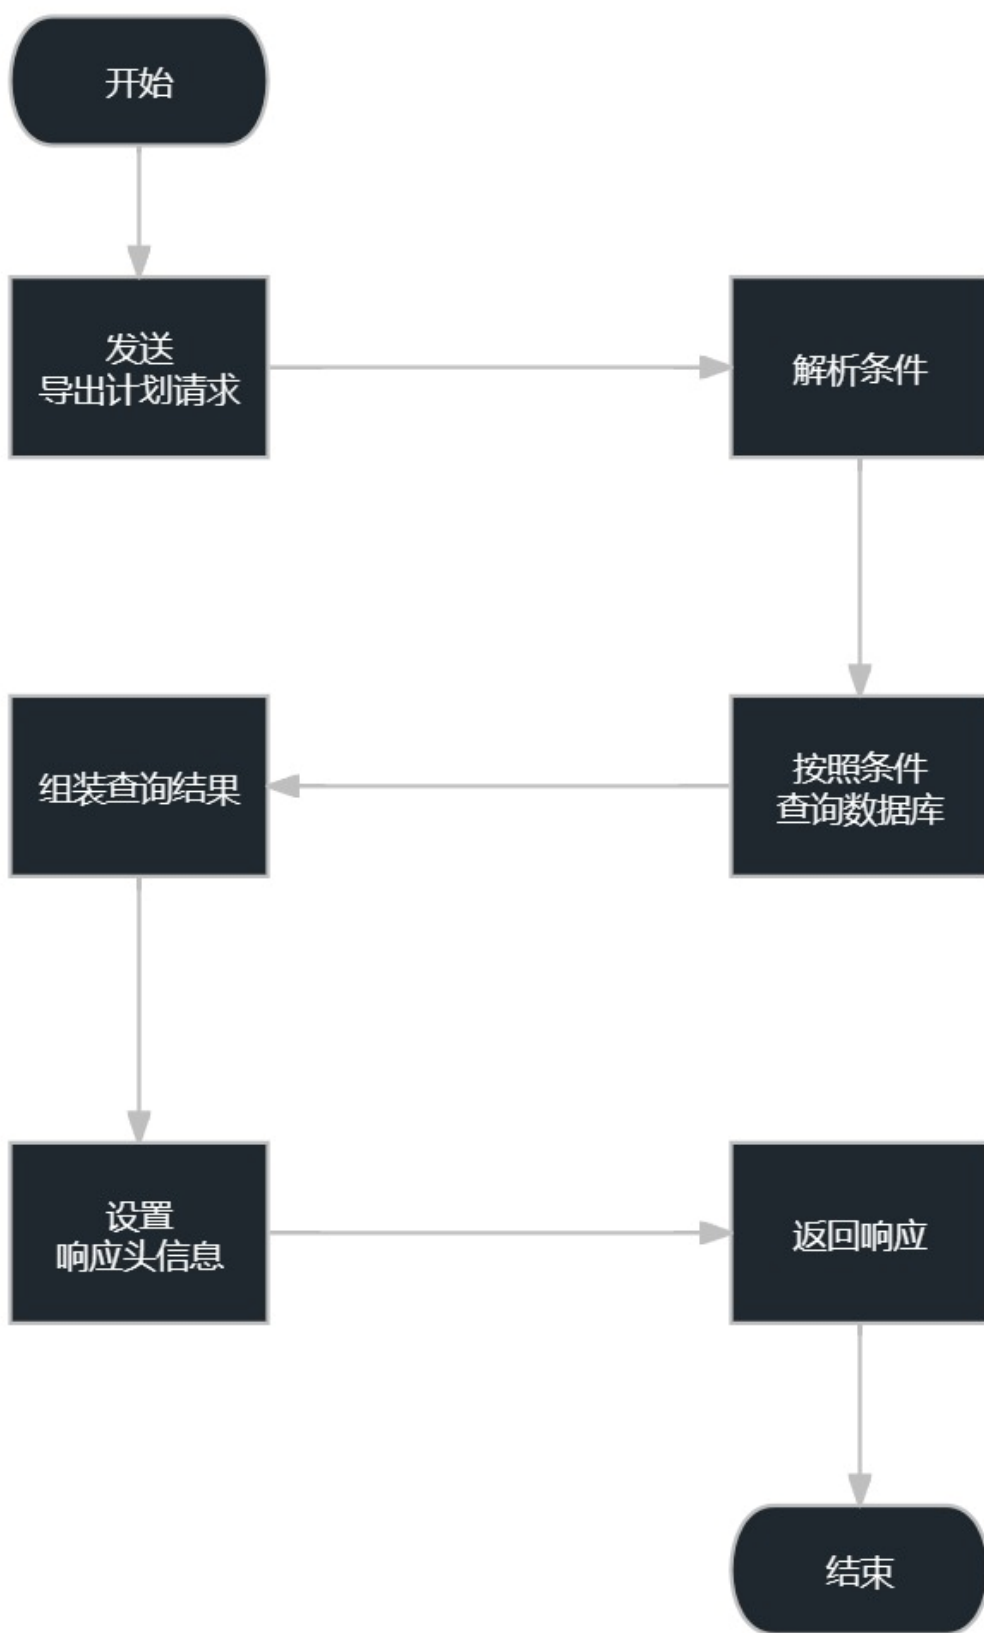 开始
发送
导出计划请求
解析条件
按照条件
查询数据库
组装查询结果
设置
响应头信息
返回响应
结束